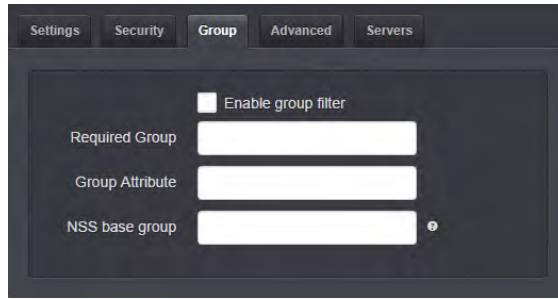 Settings Security Group Advanced Servers
Enable group filter
Required Group
Group Attribute
NSS base group